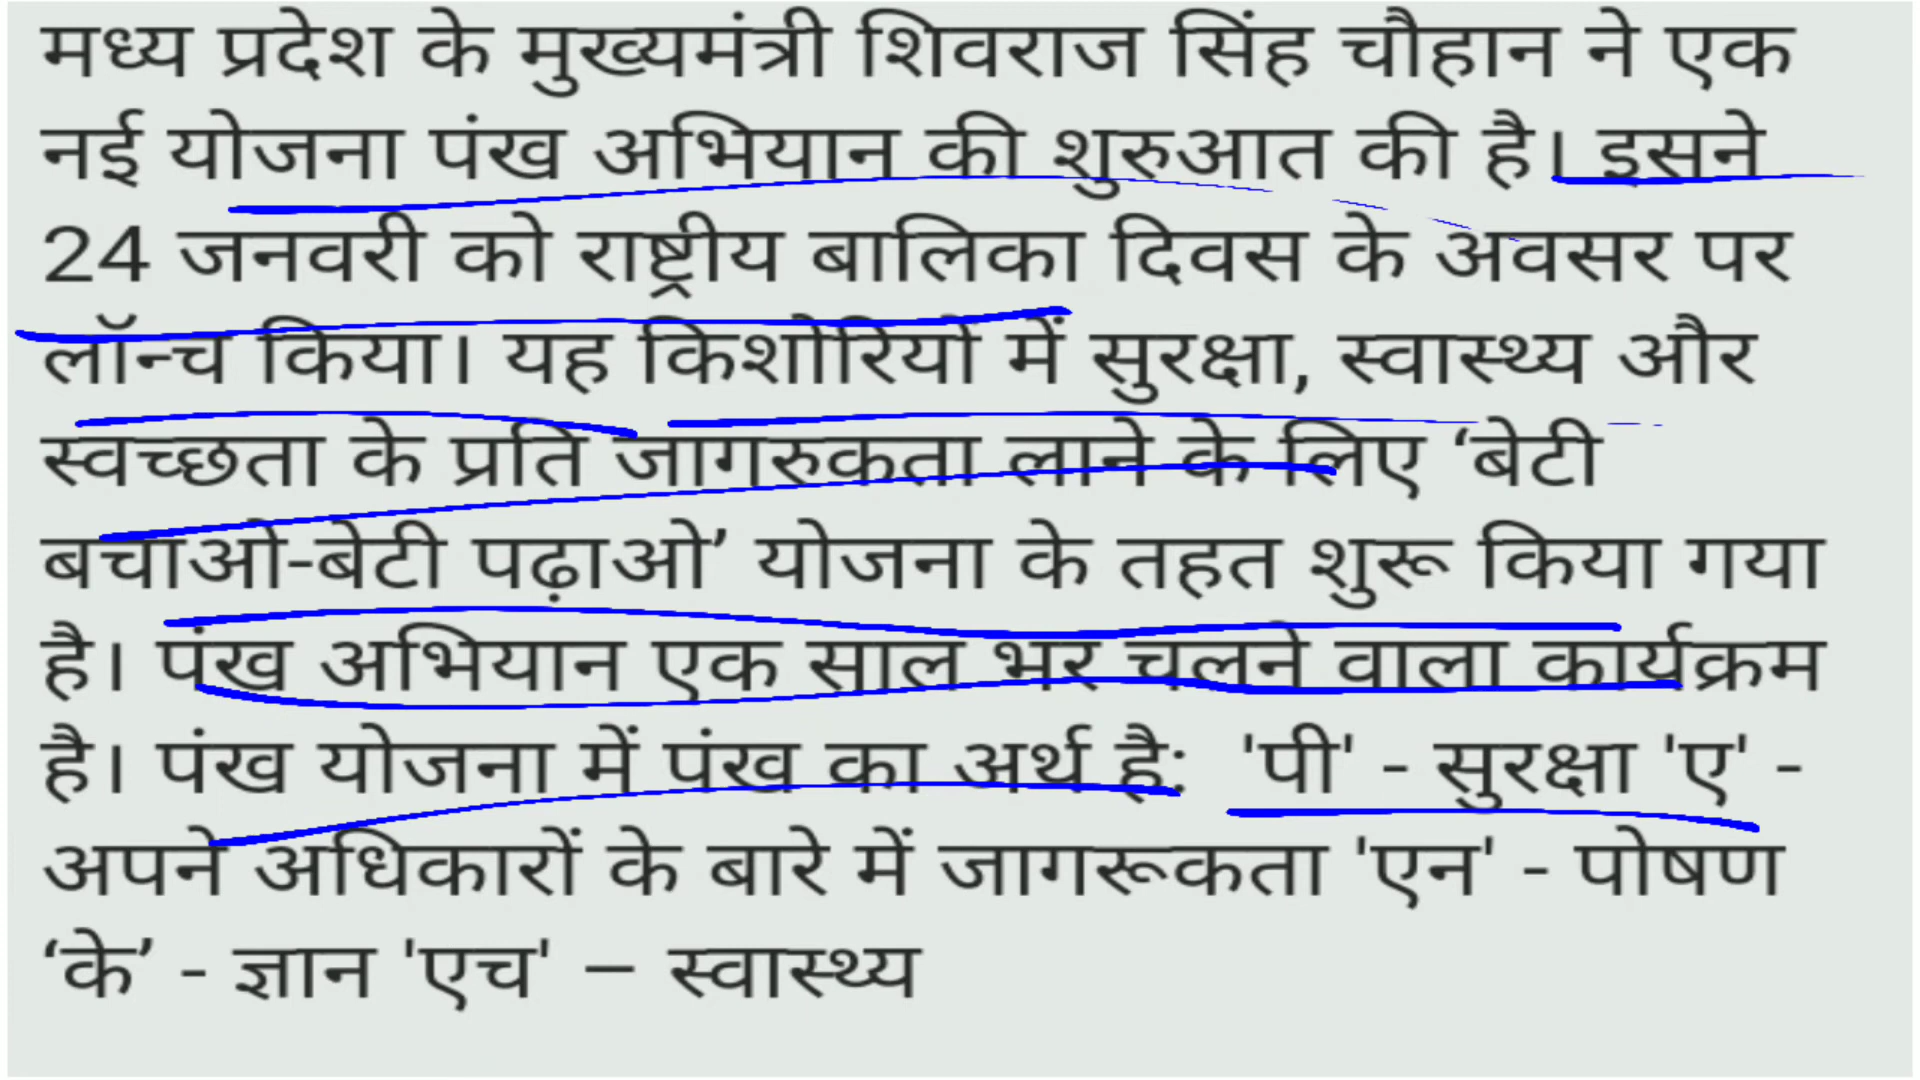 मध्य प्रदेश के मुख्यमंत्री शिवराज सिंह चौहान ने एक
नई योजना पंख अभियान की शुरुआत की है। इसने
24 जनवरी को राष्ट्रीय बालिका दिवस के अवसर पर
लॉन्च किया। यह किशोरियों में सुरक्षा, स्वास्थ्य और
स्वच्छता के प्रति जागरुकता लाने के लिए ‘बेटी
बचाओ-बेटी पढ़ाओ’ योजना के तहत शुरू किया गया
है। पंख अभियान एक साल भर चलने वाला कार्यक्रम
है। पंख योजना में पंख का अर्थ है: 'पी' - सुरक्षा 'ए' -
अपने अधिकारों के बारे में जागरूकता 'एन' - पोषण
‘के’ - ज्ञान 'एच' – स्वास्थ्य